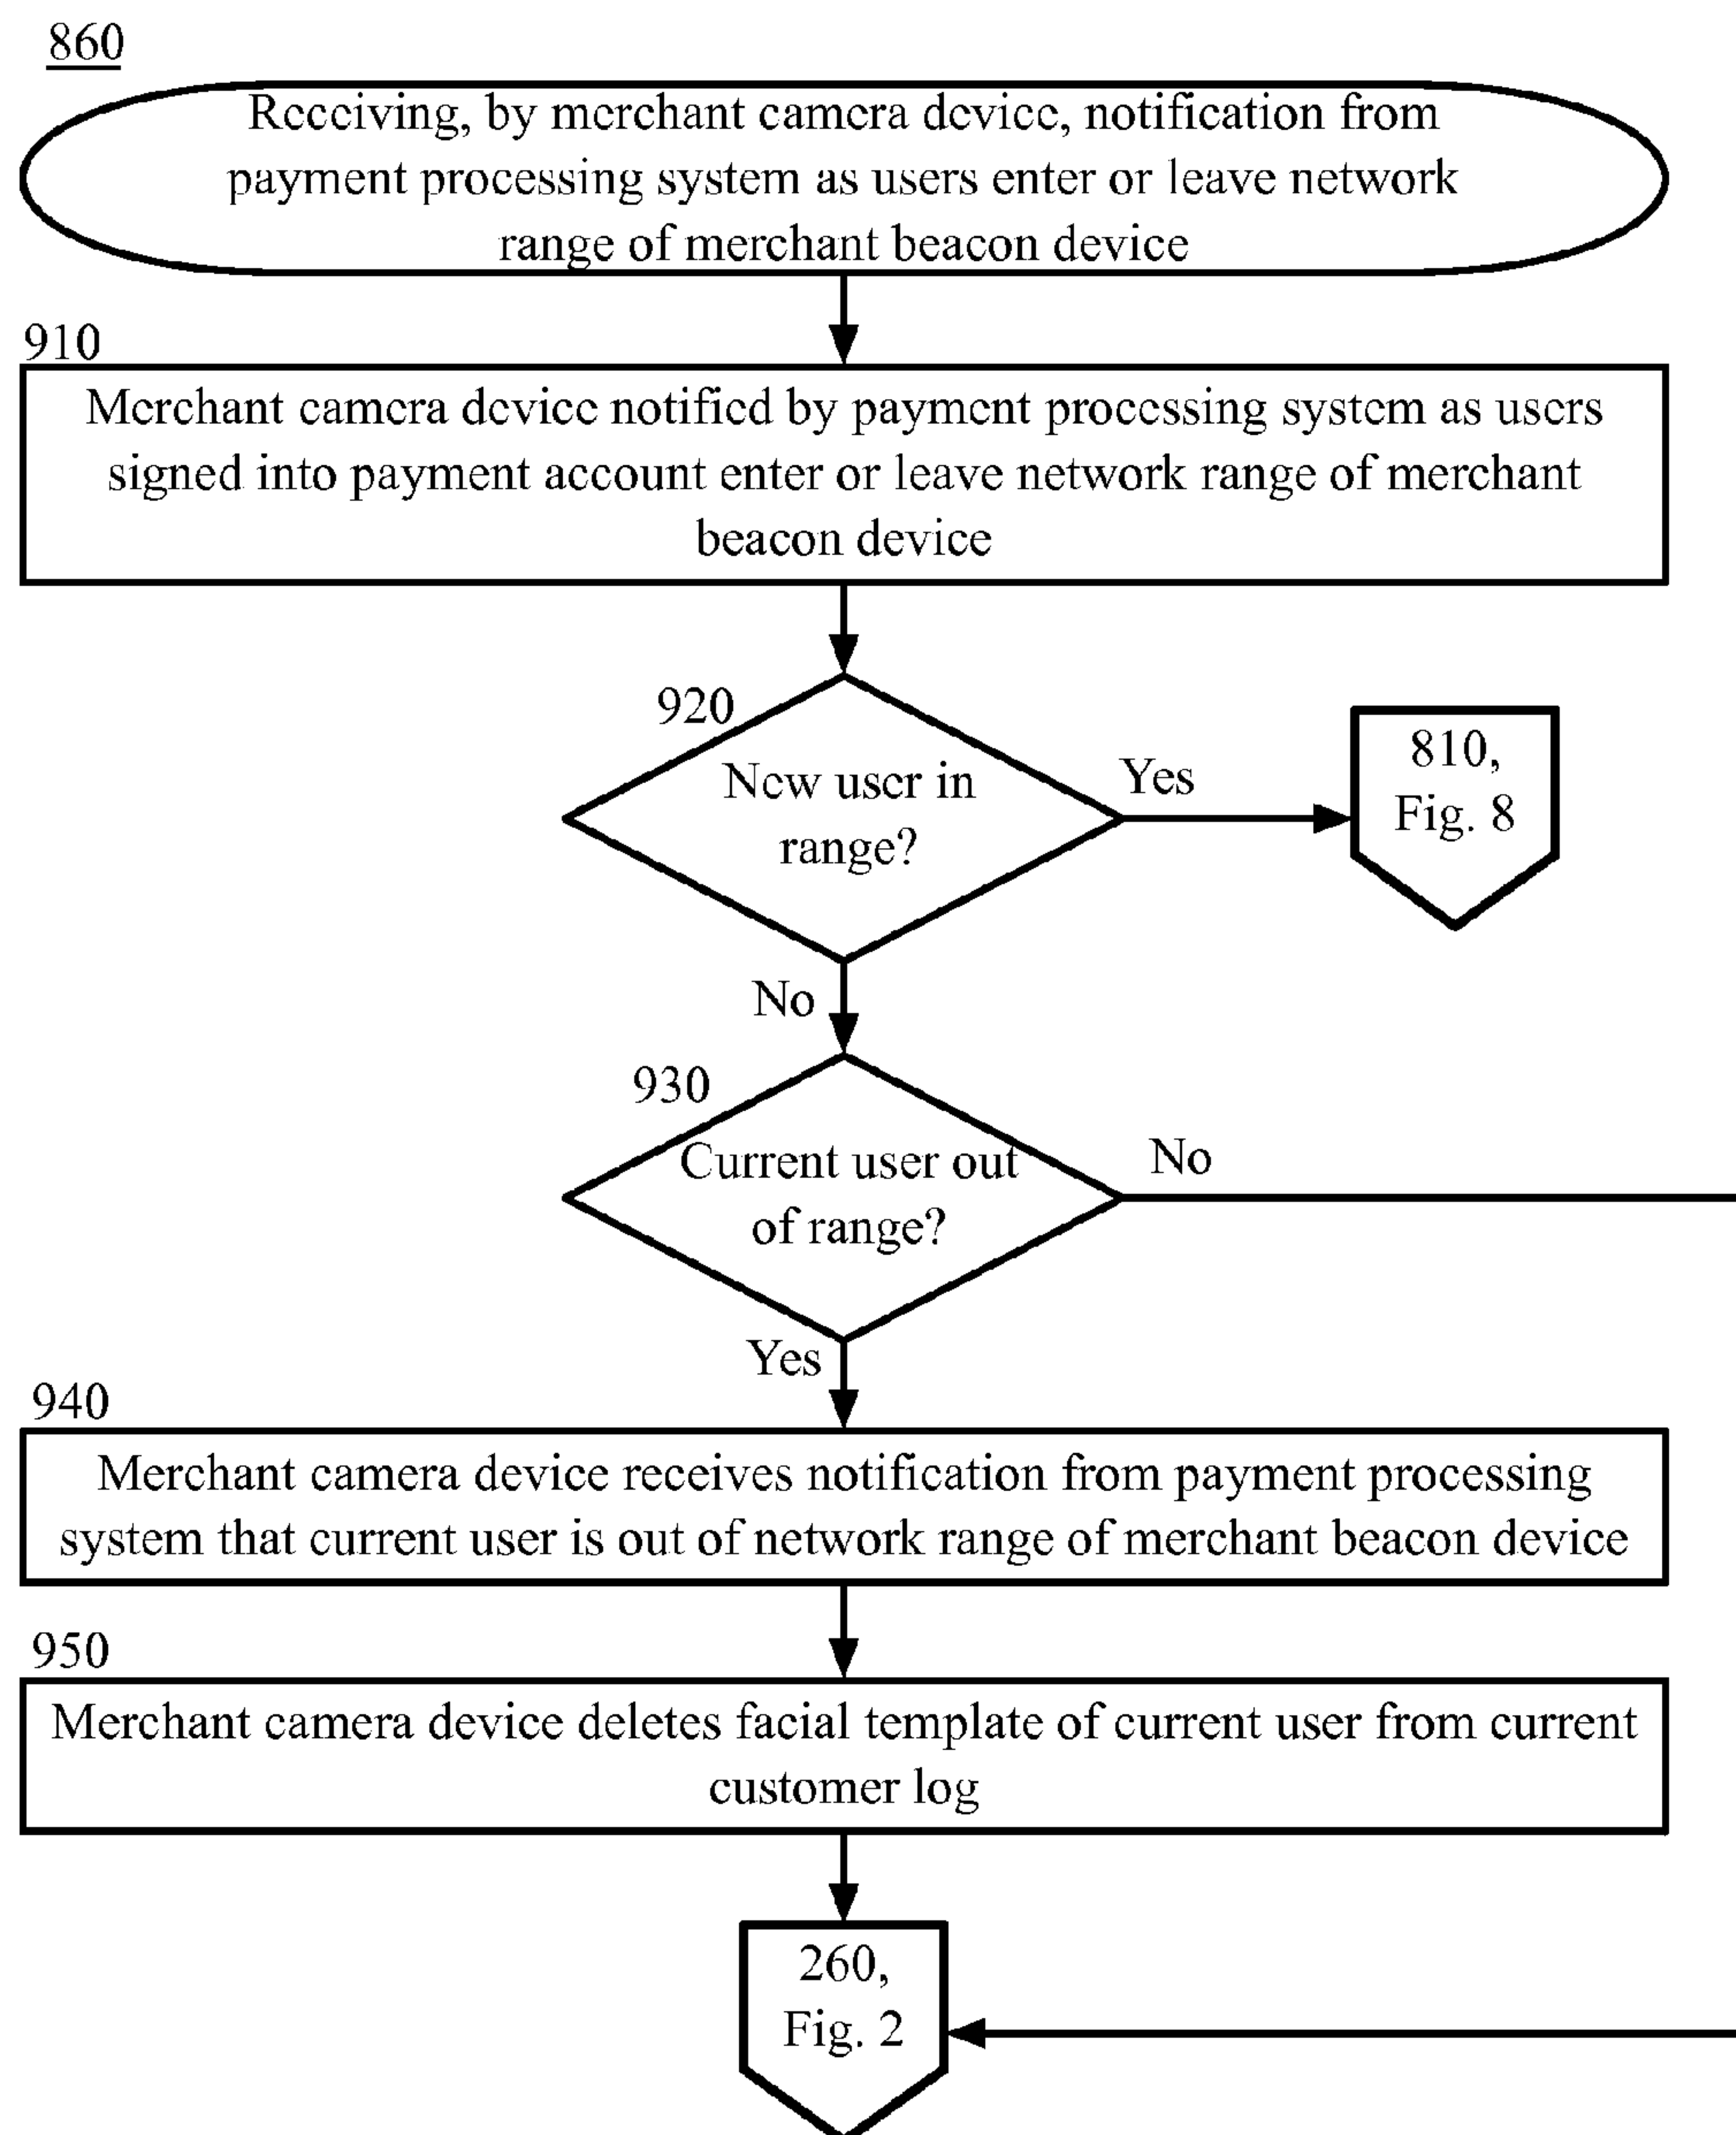 860
Receiving, by merchant camera device, notification from
payment processing system as users enter or leave network
range of merchant beacon device
910
Merchant camera device notified by payment processing system as users
signed into payment account enter or leave network range of merchant
beacon device
920
New user in
range?
Yes
810,
Fig. 8
No
930
Current user out
of range?
No
Yes
940
Merchant camera device receives notification from payment processing
system that current user is out of network range of merchant beacon device
950
Merchant camera device deletes facial template of current user from current
customer log
260,
Fig. 2